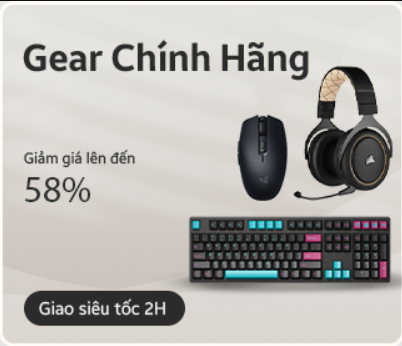 Gear Chính Hãng
Giảm giá lên đến
58%
Giao siêu tốc 2H